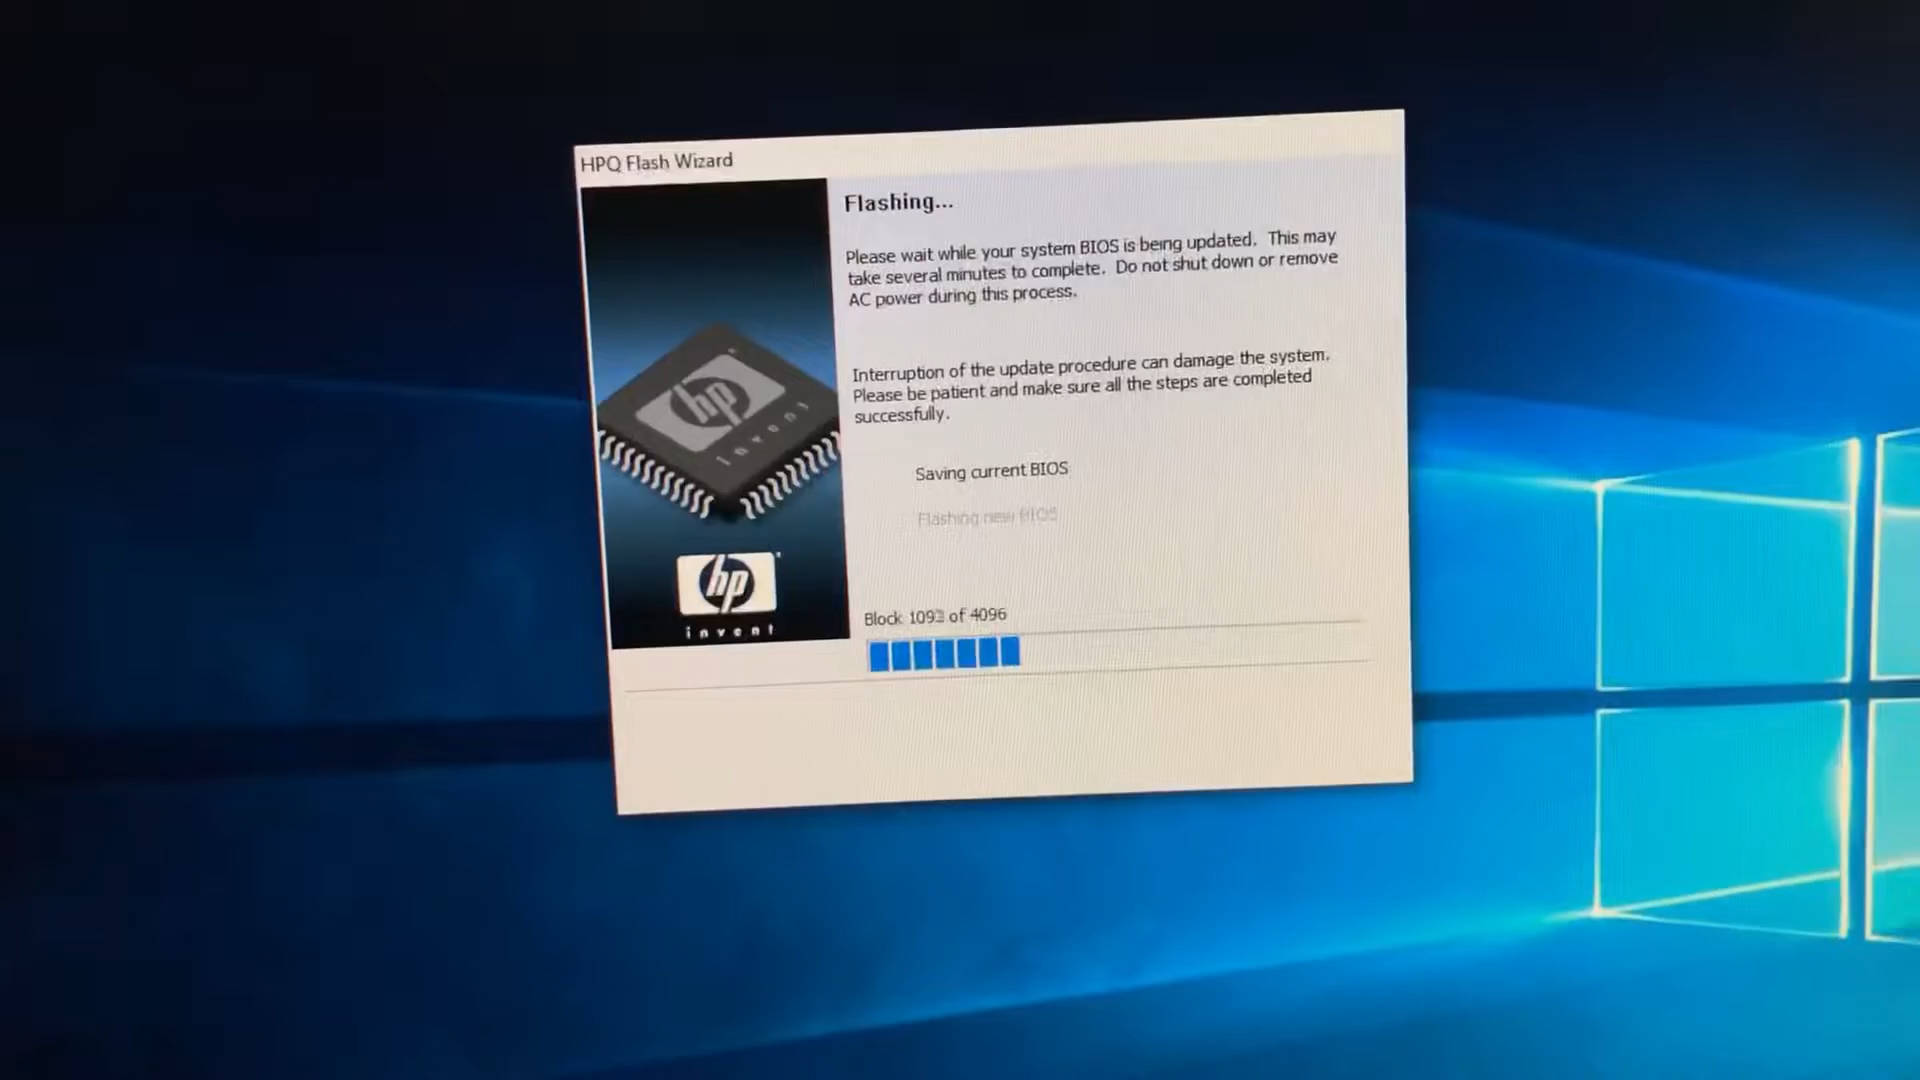 HPQ Flash Wizard
Flashing...
Please wait while your system BIOS is being updated. This may
take several minutes to complete. Do not shut down or remove
AC power during this process.
Interruption of the update procedure can damage the system.
Please be patient and make sure all the steps are completed
successfully.
hp
invent
Saving current BIOS
Flashing new BIOS
hp
invent
Block of 4096